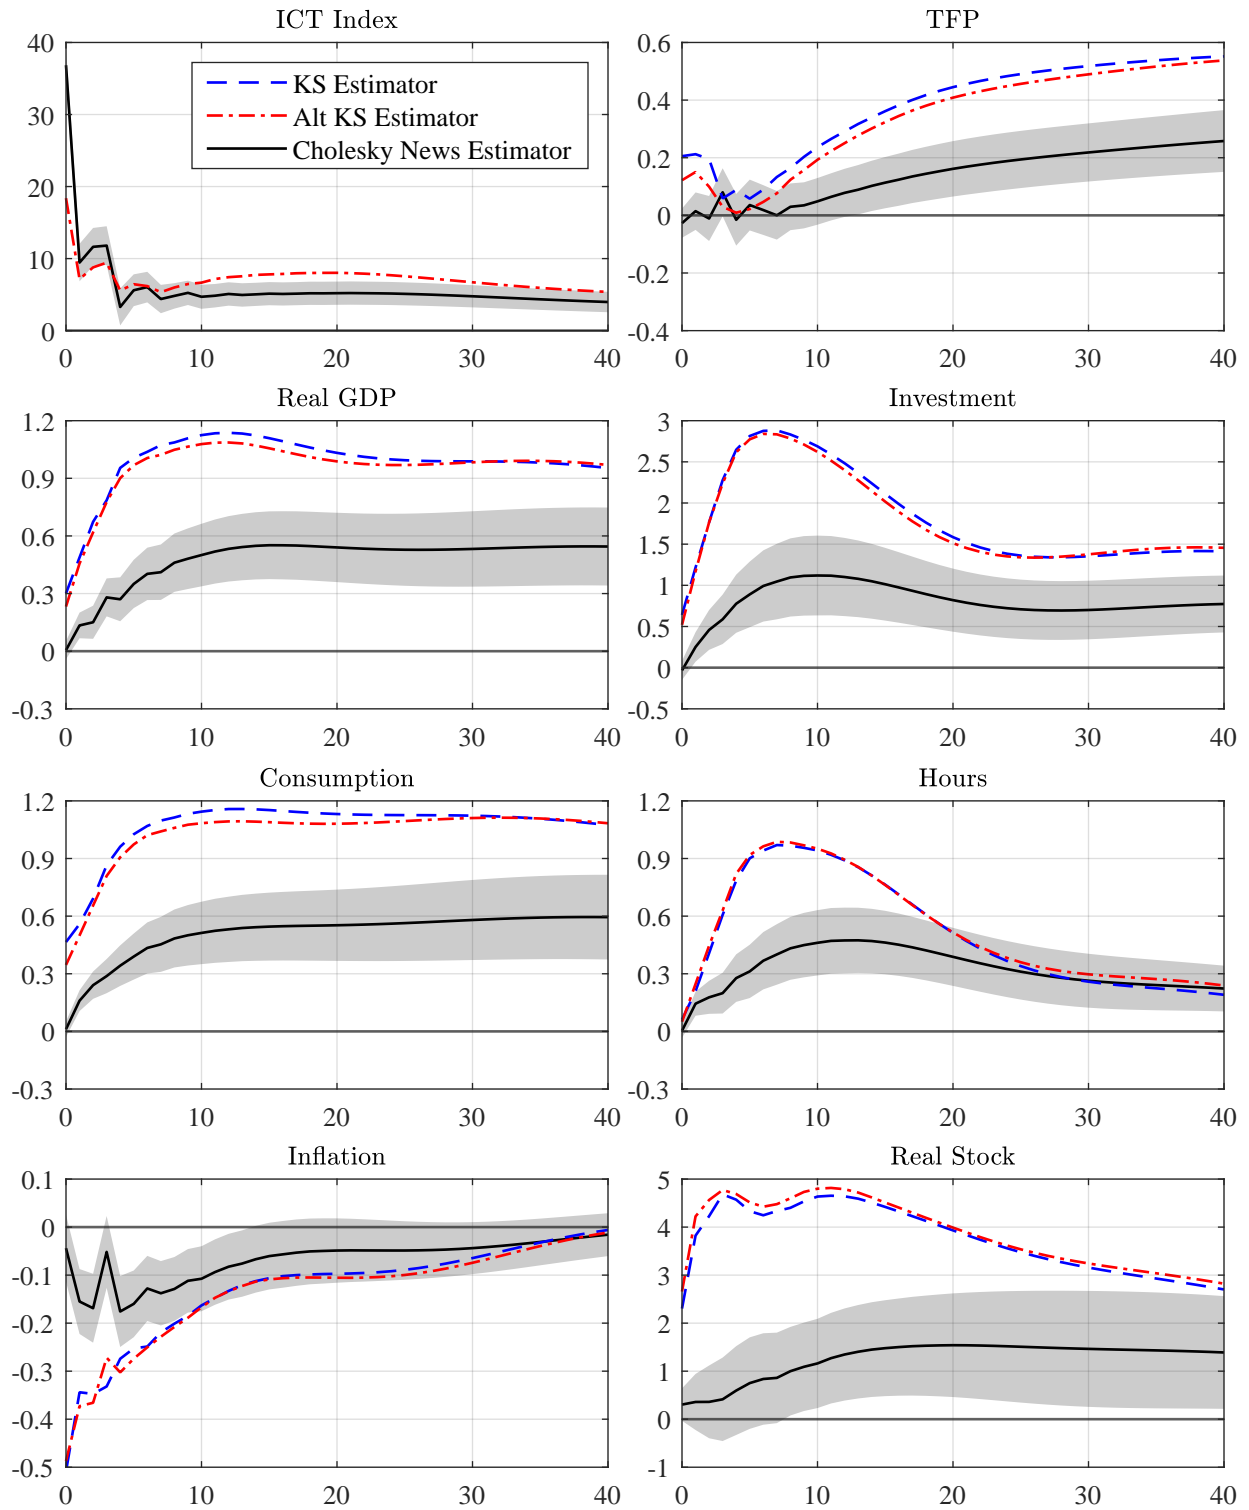 ICT Index
40
30
20
10
0
0 10 20 30 40
KS Estimator
Alt KS Estimator
Cholesky News Estimator
TFP
0.6
0.4
0.2
0
-0.2
-0.4
0 10 20 30 40
Real GDP
1.2
0.9
0.6
0.3
0
-0.3
0 10 20 30 40
Investment
3
2.5
2
1.5
1
0.5
0
-0.5
0 10 20 30 40
Consumption
1.2
0.9
0.6
0.3
0
-0.3
0 10 20 30 40
Hours
1.2
0.9
0.6
0.3
0
-0.3
0 10 20 30 40
Inflation
0.1
0
-0.1
-0.2
-0.3
-0.4
-0.5
0 10 20 30 40
Real Stock
5
4
3
2
1
0
-1
0 10 20 30 40